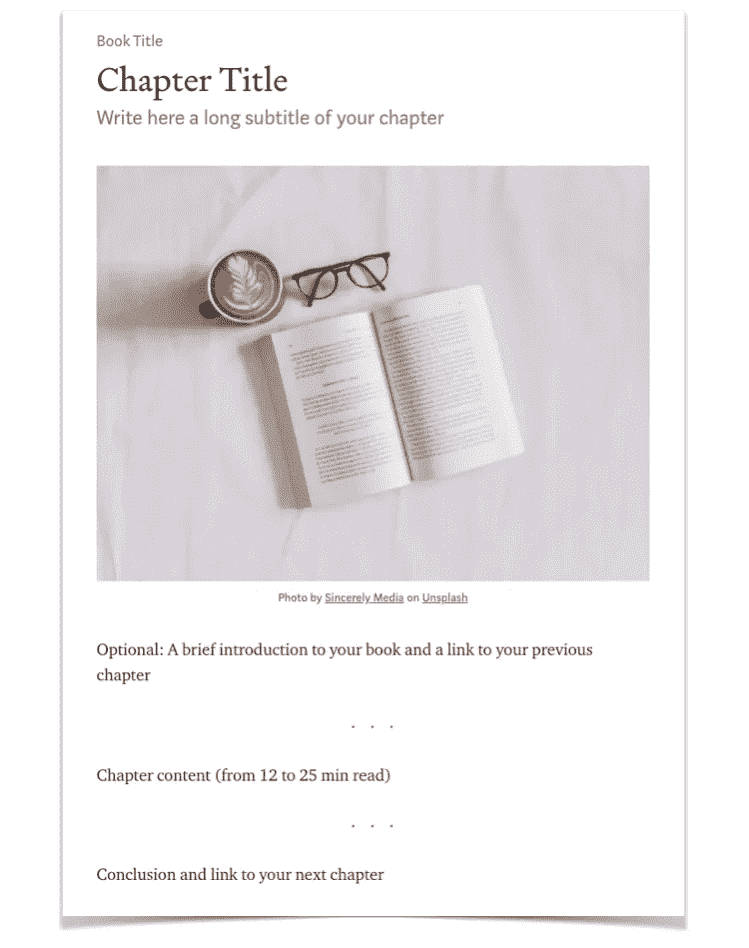 Book Title
Chapter Title
Write here a long subtitle of your chapter
Photo by Sincerely Media on Unsplash
Optional: A brief introduction to your book and a link to your previous
chapter
. . .
Chapter content (from 12 to 25 min read)
. . .
Conclusion and link to your next chapter